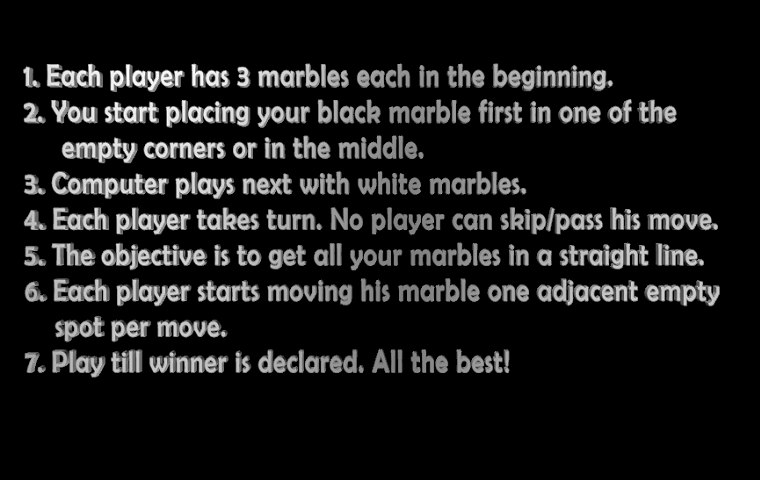 1. Each player has 3 marbles each in the beginning.
2. You start placing your black marble first in one of the
empty corners or in the middle.
3. Computer plays next with white marbles.
4. Each player takes turn. No player can skip/pass his move.
5. The objective is to get all your marbles in a straight line.
6. Each player starts moving his marble one adjacent empty
spot per move.
7. Play till winner is declared. All the best!